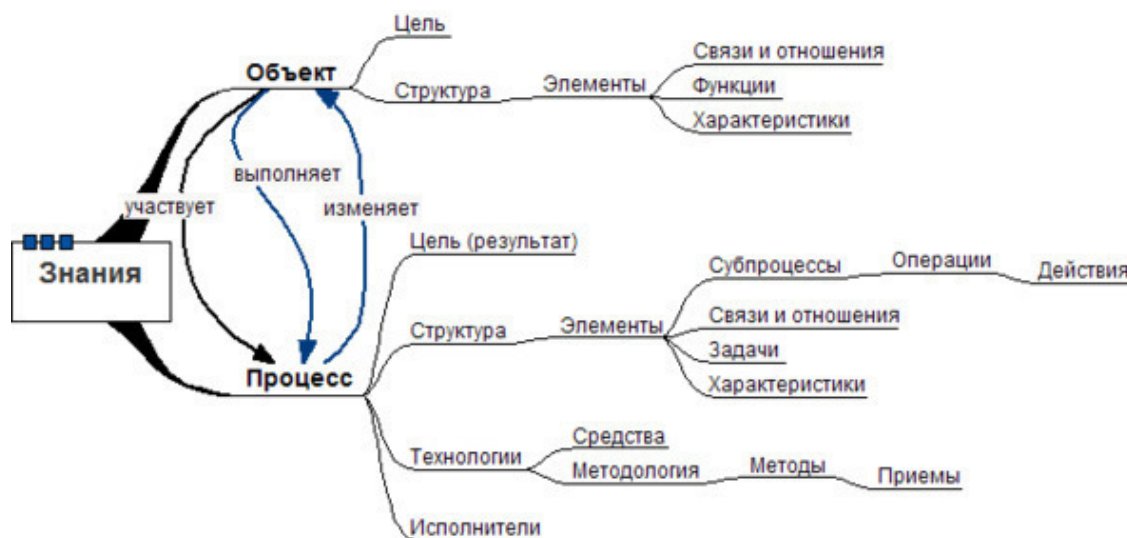 Цель
Объект
Структура
Элементы
Связи и отношения
Функции
Характеристики
выполняет
участвует
изменяет
Знания
Процесс
Цель (результат)
Структура
Элементы
Субпроцессы
Операции
Действия
Связи и отношения
Задачи
Характеристики
Технологии
Средства
Методология
Методы
Приемы
Исполнители